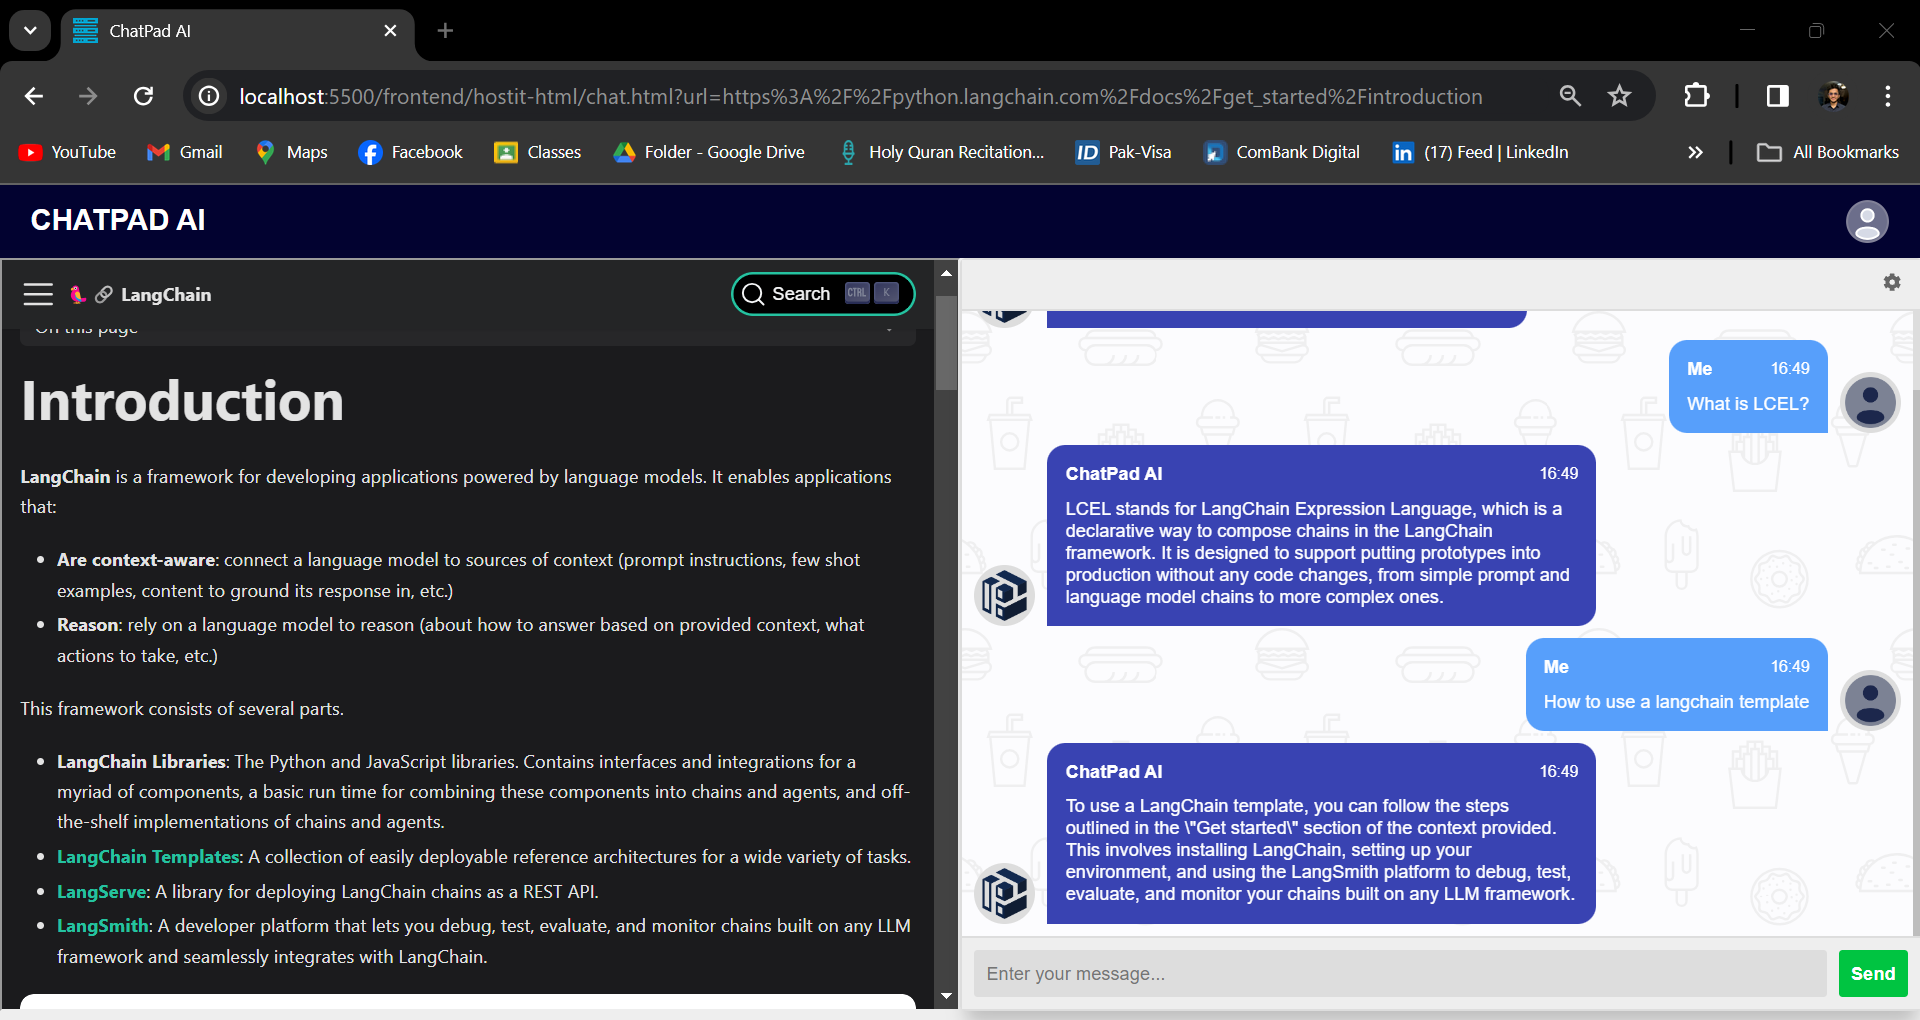 ChatPad AI
localhost:5500/frontend/hostit-html/chat.html?url=https%3A%2F%2Fpython.langchain.com%2Fdocs%2Fget_started%2Fintroduction
YouTube Gmail Maps Facebook Classes Folder - Google Drive Holy Quran Recitation... ID Pak-Visa ComBank Digital in (17) Feed | LinkedIn » All Bookmarks
CHATPAD AI
LangChain
Search CTRL K
On this page
Introduction
LangChain is a framework for developing applications powered by language models. It enables applications
that:
• Are context-aware: connect a language model to sources of context (prompt instructions, few shot
examples, content to ground its response in, etc.)
• Reason: rely on a language model to reason (about how to answer based on provided context, what
actions to take, etc.)
This framework consists of several parts.
• LangChain Libraries: The Python and JavaScript libraries. Contains interfaces and integrations for a
myriad of components, a basic run time for combining these components into chains and agents, and off-
the-shelf implementations of chains and agents.
• LangChain Templates: A collection of easily deployable reference architectures for a wide variety of tasks.
• LangServe: A library for deploying LangChain chains as a REST API.
• LangSmith: A developer platform that lets you debug, test, evaluate, and monitor chains built on any LLM
framework and seamlessly integrates with LangChain.
Me 16:49
What is LCEL?
ChatPad AI 16:49
LCEL stands for LangChain Expression Language, which is a
declarative way to compose chains in the LangChain
framework. It is designed to support putting prototypes into
production without any code changes, from simple prompt and
language model chains to more complex ones.
Me 16:49
How to use a langchain template
ChatPad AI 16:49
To use a LangChain template, you can follow the steps
outlined in the \"Get started\" section of the context provided.
This involves installing LangChain, setting up your
environment, and using the LangSmith platform to debug, test,
evaluate, and monitor your chains built on any LLM framework.
Enter your message...
Send